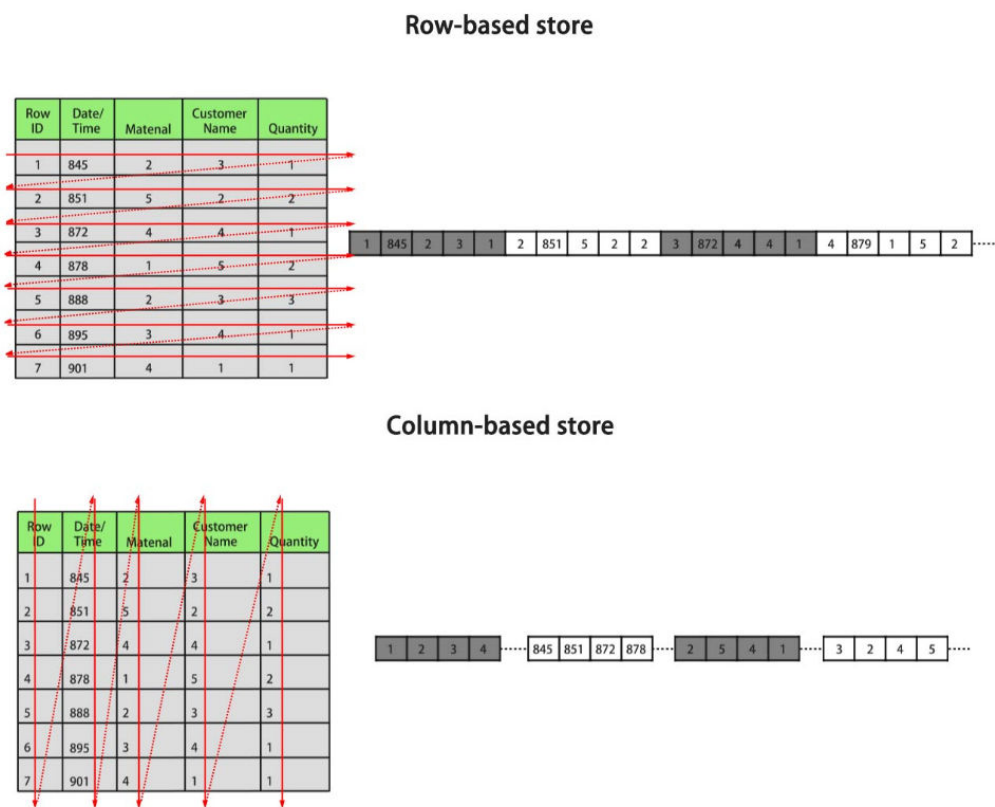 Row-based store
Row ID Date/ Time Matenal Customer Name Quantity
1 845 2 3 1
2 851 5 2 2
3 872 4 4 1
4 878 1 5 2
5 888 2 3 3
6 895 3 4 1
7 901 4 1 1
1 845 2 3 1 2 851 5 2 2 3 872 4 4 1 4 879 1 5 2
Column-based store
Row ID Date/ Time Matenal Customer Name Quantity
1 845 2 3 1
2 851 5 2 2
3 872 4 4 1
4 878 1 5 2
5 888 2 3 3
6 895 3 4 1
7 901 4 1 1
1 2 3 4 845 851 872 878 2 5 4 1 3 2 4 5